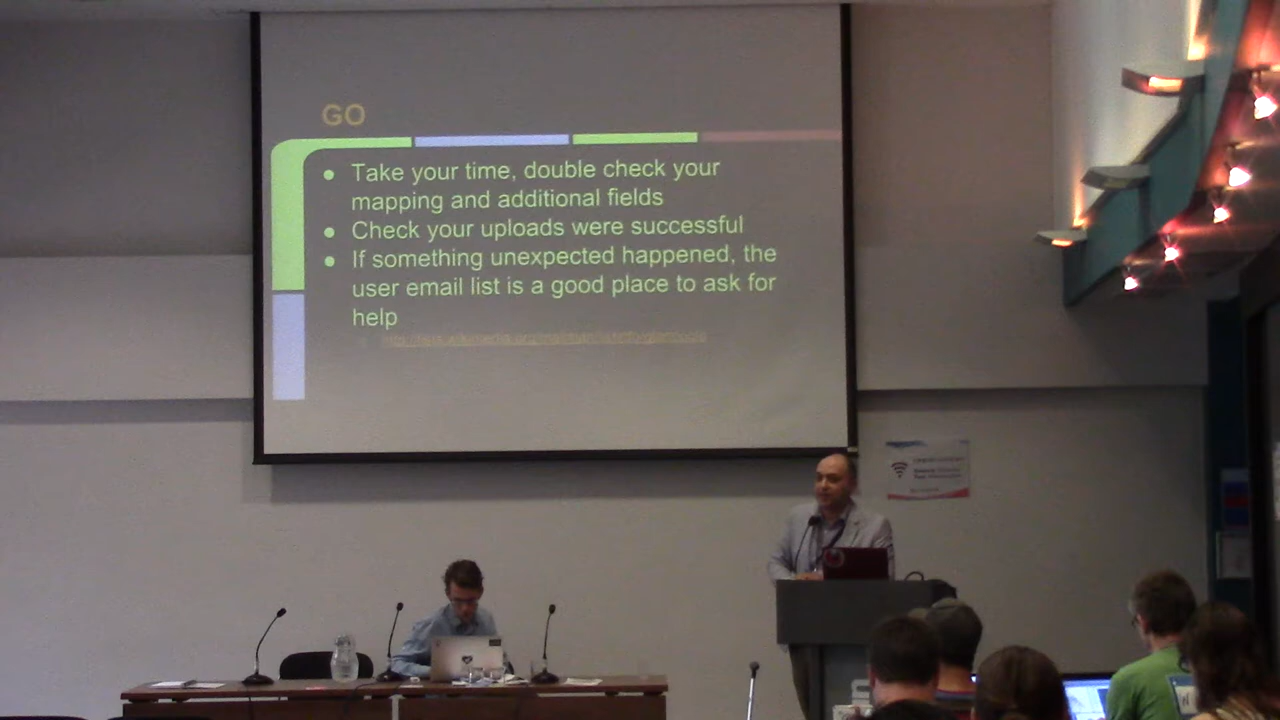 GO
● Take your time, double check your
mapping and additional fields
● Check your uploads were successful
● If something unexpected happened, the
user email list is a good place to ask for
help